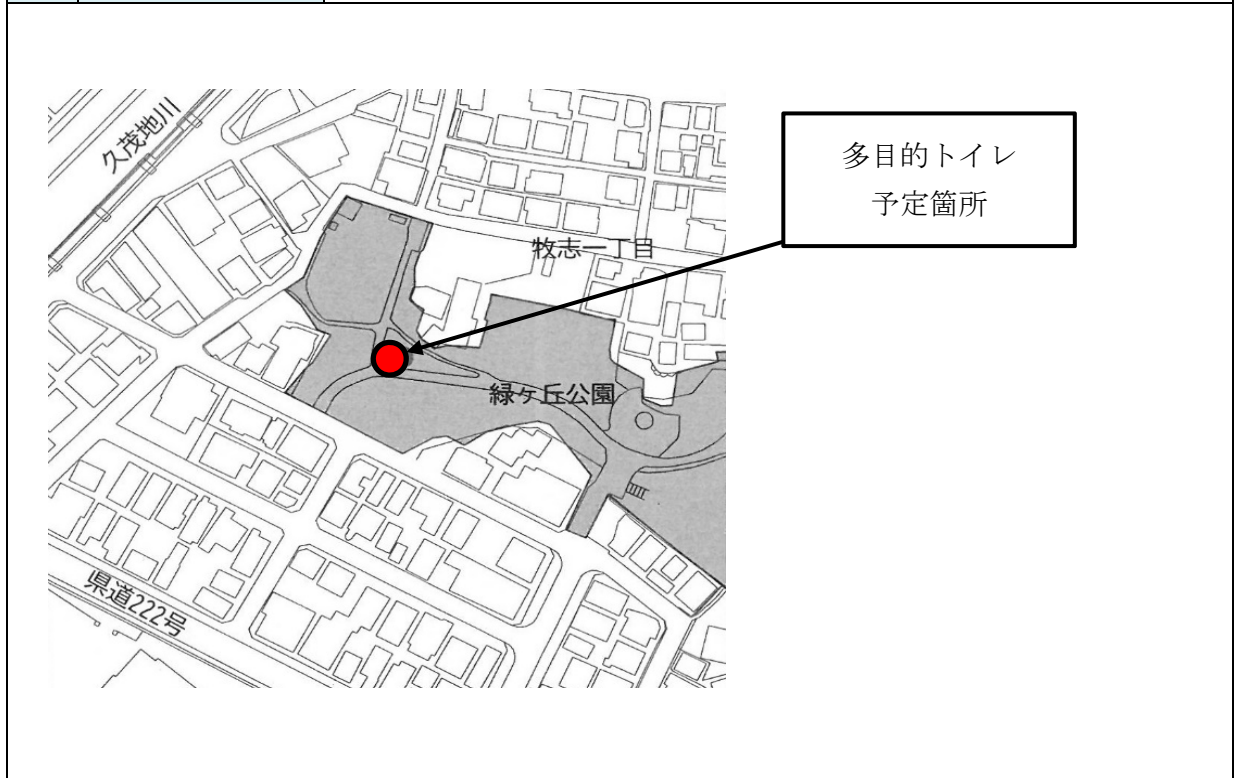 久茂地川
多目的トイレ
予定箇所
牧志一丁目
緑ヶ丘公園
県道222号